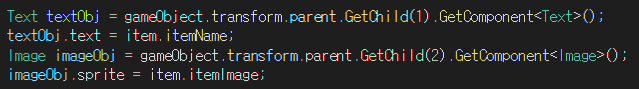 Text textObj = gameObject.transform.parent.GetChild(1).GetComponent<Text>();
textObj.text = item.itemName;
Image imageObj = gameObject.transform.parent.GetChild(2).GetComponent<Image>();
imageObj.sprite = item.itemImage;